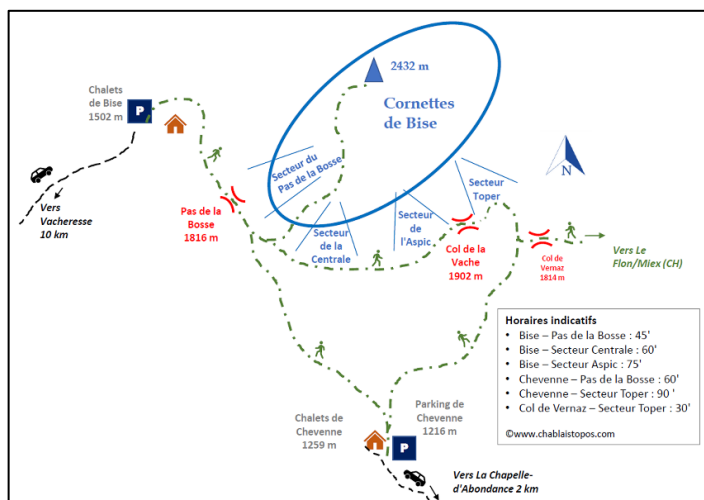 2432 m
Cornettes
de Bise
Chalets
de Bise
1502 m
P
Secteur du
Pas de la Bosse
N
Secteur
Toper
Vers
Vacheresse
10 km
Pas de la
Bosse
1816 m
Secteur
de la
Centrale
Secteur
de
l'Aspic
Col de la
Vache
1902 m
Col de
Vernaz
1814 m
Vers Le
Flon/Miex (CH)
Horaires indicatifs
• Bise – Pas de la Bosse : 45'
• Bise – Secteur Centrale : 60'
• Bise – Secteur Aspic : 75'
• Chevenne – Pas de la Bosse : 60'
• Chevenne – Secteur Toper : 90 '
• Col de Vernaz – Secteur Toper : 30'
©www.chablaistopos.com
Chalets de
Chevenne
1259 m
Parking de
Chevenne
1216 m
P
Vers La Chapelle-
d'Abondance 2 km